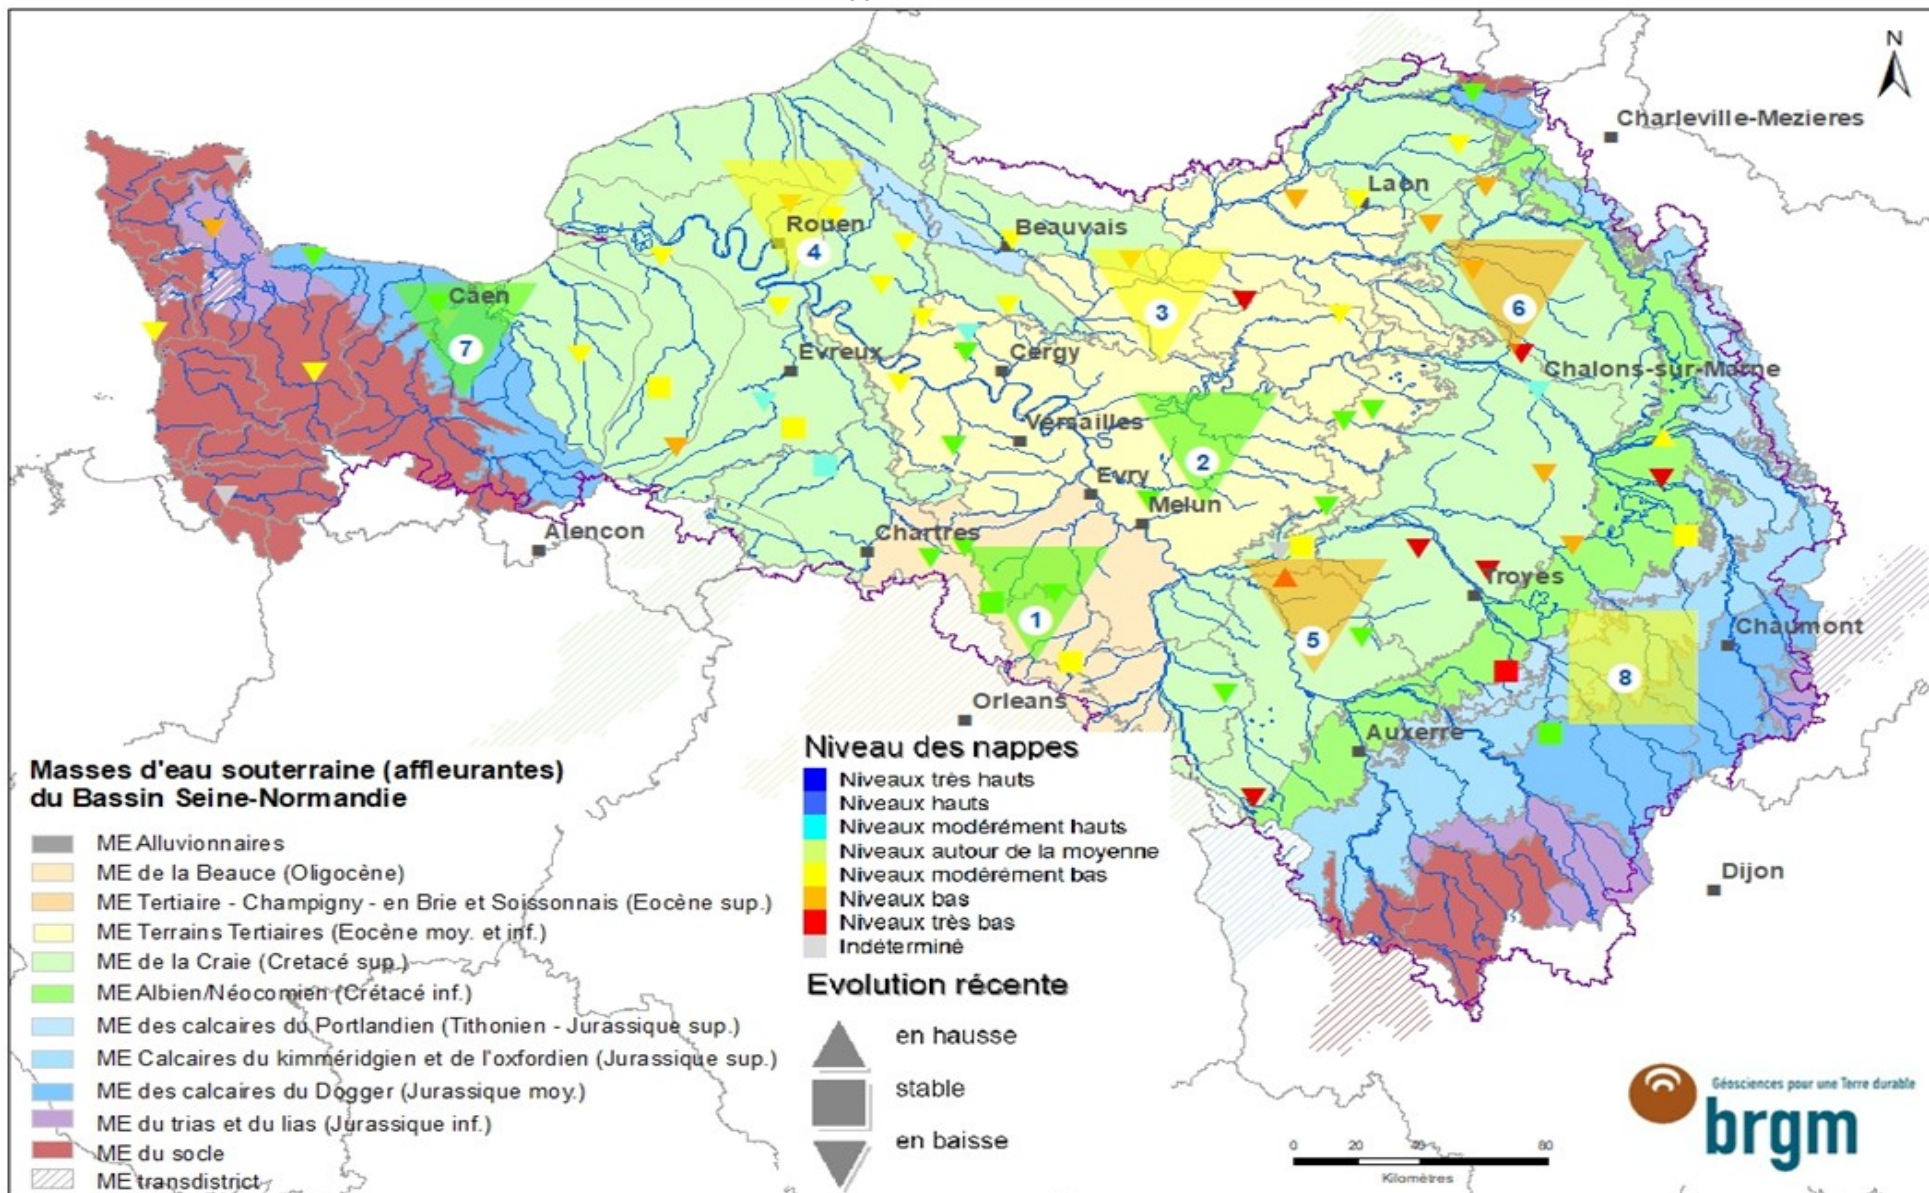 N
Charleville-Mezieres
Laon
Rouen
Beauvais
4
Caen
3
6
7
Evreux
Cergy
Chalons-sur-Marne
Versailles
2
Evry
Melun
Alencon
Chartres
Troyes
1
5
Chaumont
8
Orleans
Auxerre
Dijon
Masses d'eau souterraine (affleurantes)
du Bassin Seine-Normandie
ME Alluvionnaires
ME de la Beauce (Oligocène)
ME Tertiaire - Champigny - en Brie et Soissonnais (Eocène sup.)
ME Terrains Tertiaires (Eocène moy. et inf.)
ME de la Craie (Cretacé sup.)
ME Albien/Néocomien (Crétacé inf.)
ME des calcaires du Portlandien (Tithonien - Jurassique sup.)
ME Calcaires du kimméridgien et de l'oxfordien (Jurassique sup.)
ME des calcaires du Dogger (Jurassique moy.)
ME du trias et du lias (Jurassique inf.)
ME du socle
ME transdistrict
Niveau des nappes
Niveaux très hauts
Niveaux hauts
Niveaux modérément hauts
Niveaux autour de la moyenne
Niveaux modérément bas
Niveaux bas
Niveaux très bas
Indéterminé
Evolution récente
en hausse
stable
en baisse
0 20 40 80
Kilomètres
Géosciences pour une Terre durable
brgm